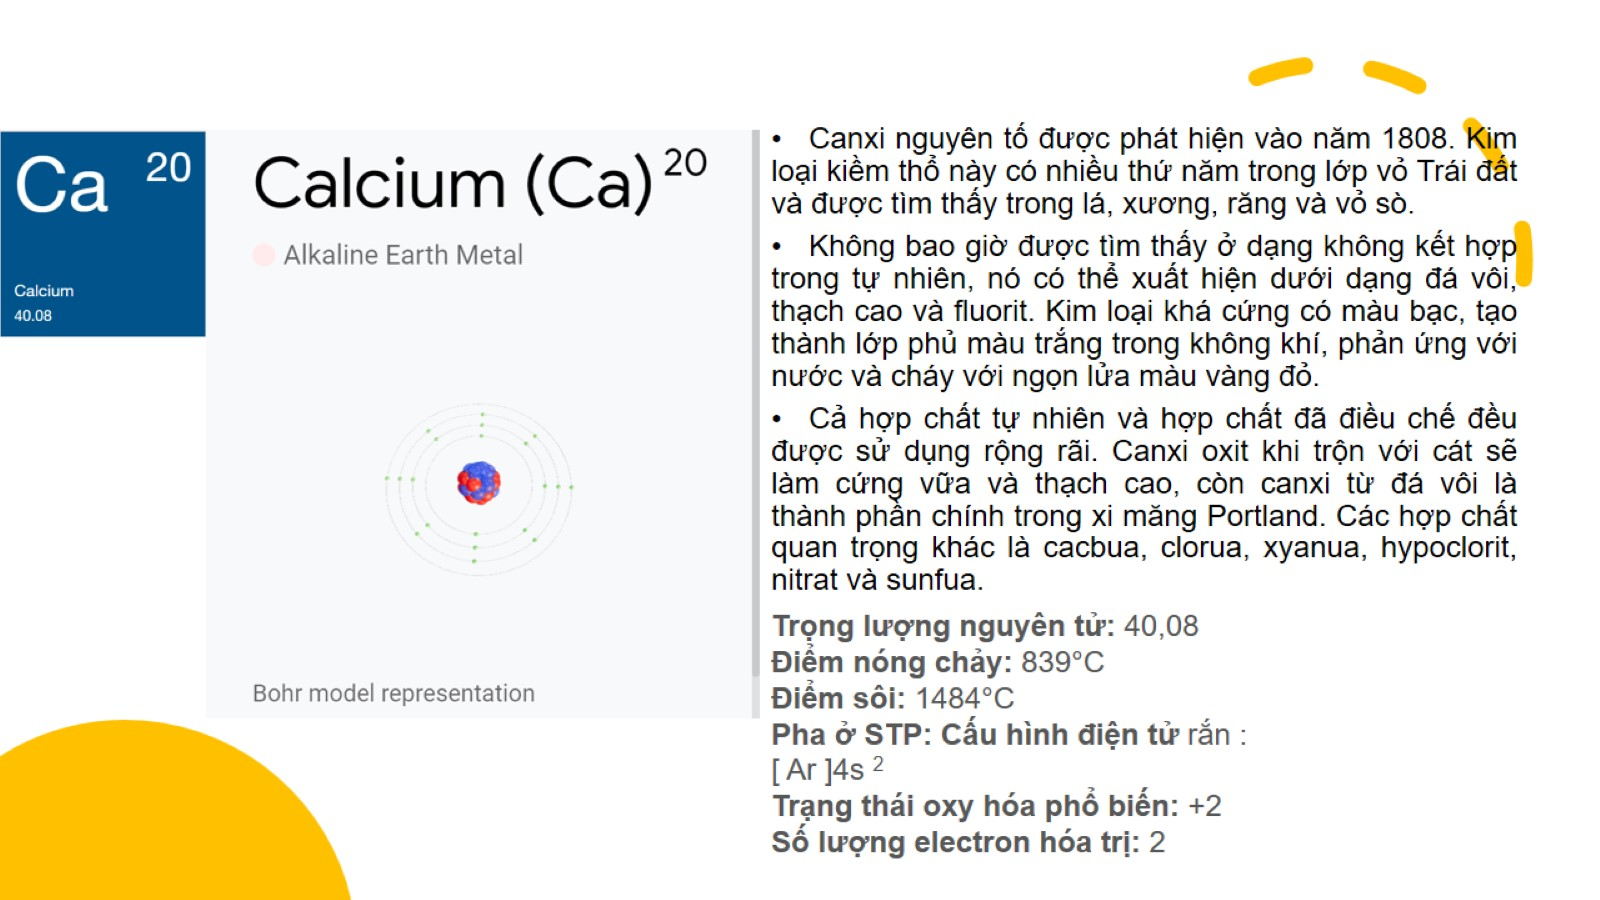 Ca 20
Calcium
40.08
Calcium (Ca) 20
Alkaline Earth Metal
Bohr model representation
• Canxi nguyên tố được phát hiện vào năm 1808. Kim
loại kiềm thổ này có nhiều thứ năm trong lớp vỏ Trái đất
và được tìm thấy trong lá, xương, răng và vỏ sò.
• Không bao giờ được tìm thấy ở dạng không kết hợp
trong tự nhiên, nó có thể xuất hiện dưới dạng đá vôi,
thạch cao và fluorit. Kim loại khá cứng có màu bạc, tạo
thành lớp phủ màu trắng trong không khí, phản ứng với
nước và cháy với ngọn lửa màu vàng đỏ.
• Cả hợp chất tự nhiên và hợp chất đã điều chế đều
được sử dụng rộng rãi. Canxi oxit khi trộn với cát sẽ
làm cứng vữa và thạch cao, còn canxi từ đá vôi là
thành phần chính trong xi măng Portland. Các hợp chất
quan trọng khác là cacbua, clorua, xyanua, hypoclorit,
nitrat và sunfua.
Trọng lượng nguyên tử: 40,08
Điểm nóng chảy: 839°C
Điểm sôi: 1484°C
Pha ở STP: Cấu hình điện tử rắn :
[ Ar ]4s 2
Trạng thái oxy hóa phổ biến: +2
Số lượng electron hóa trị: 2